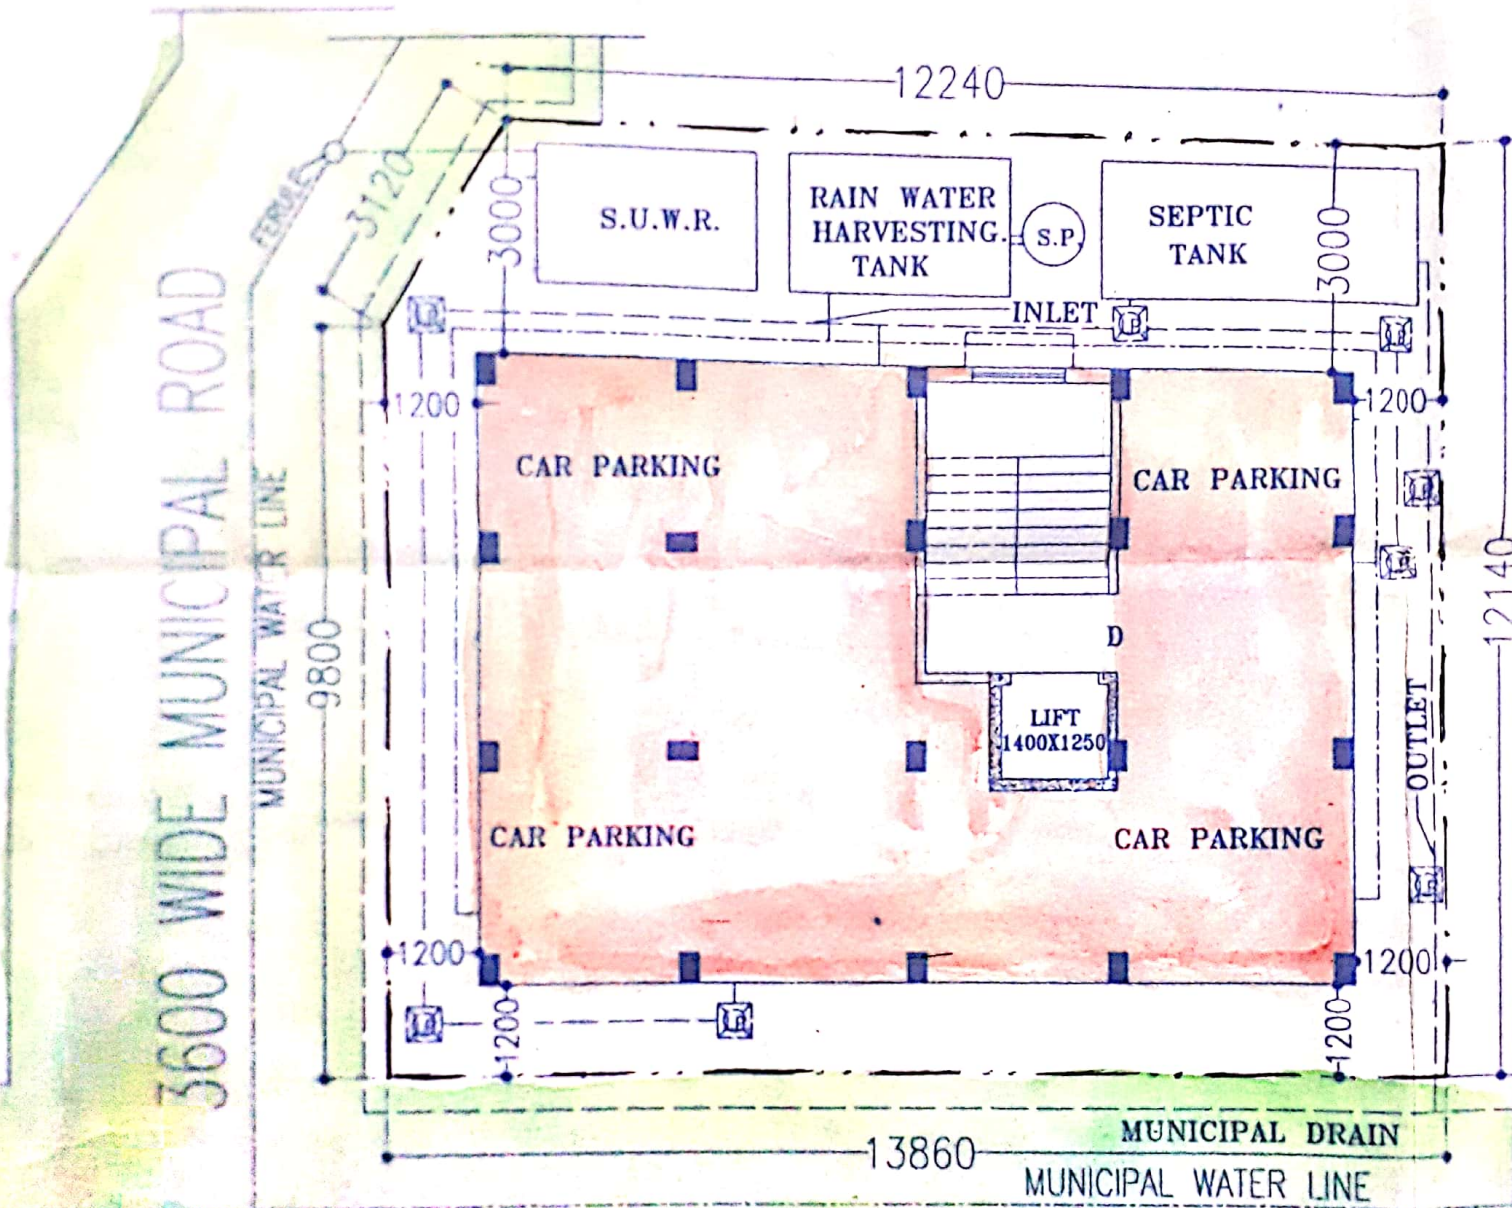 12240
3120
FERULE
3000
S.U.W.R.
RAIN WATER
HARVESTING
TANK
S.P.
SEPTIC
TANK
3000
INLET
1200
1200
CAR PARKING
CAR PARKING
3600 WIDE MUNICIPAL ROAD
MUNICIPAL WATER LINE
9800
12140
D
LIFT
1400X1250
OUTLET
CAR PARKING
CAR PARKING
1200
1200
1200
1200
MUNICIPAL DRAIN
13860
MUNICIPAL WATER LINE